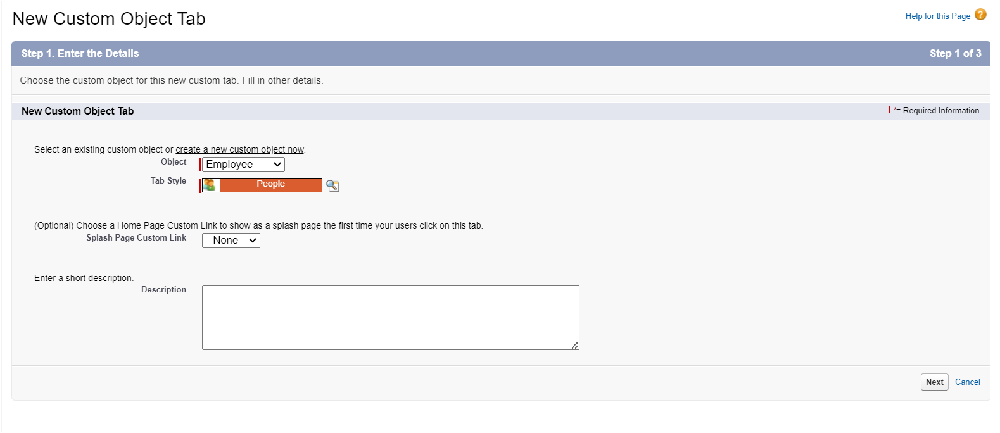 New Custom Object Tab
Help for this Page ?
Step 1. Enter the Details
Step 1 of 3
Choose the custom object for this new custom tab. Fill in other details.
New Custom Object Tab
*= Required Information
Select an existing custom object or create a new custom object now.
Object
Employee
Tab Style
People
(Optional) Choose a Home Page Custom Link to show as a splash page the first time your users click on this tab.
Splash Page Custom Link
--None--
Enter a short description.
Description
Next
Cancel